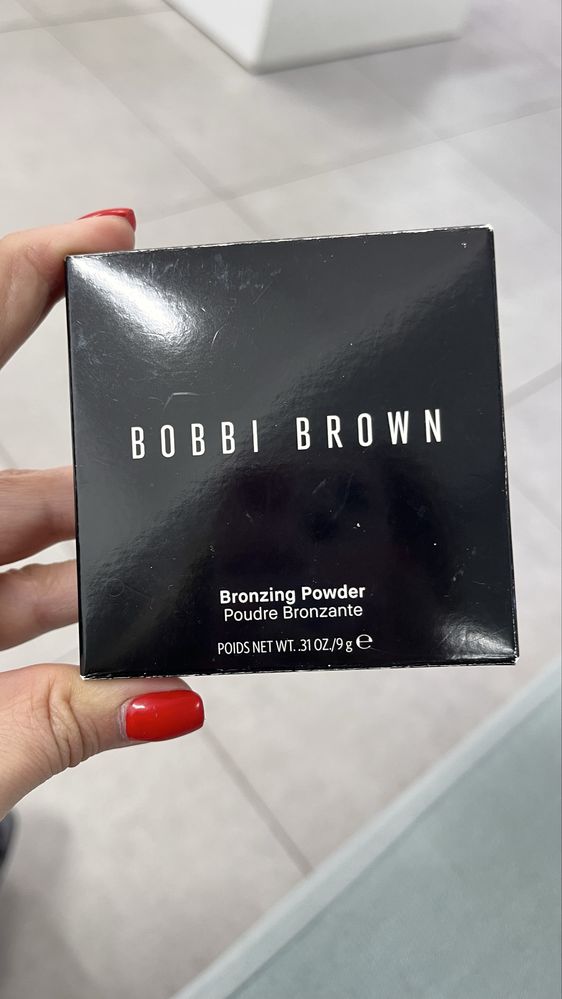 BOBBI BROWN
Bronzing Powder
Poudre Bronzante
POIDS NET WT. .31 OZ./9 g ℮